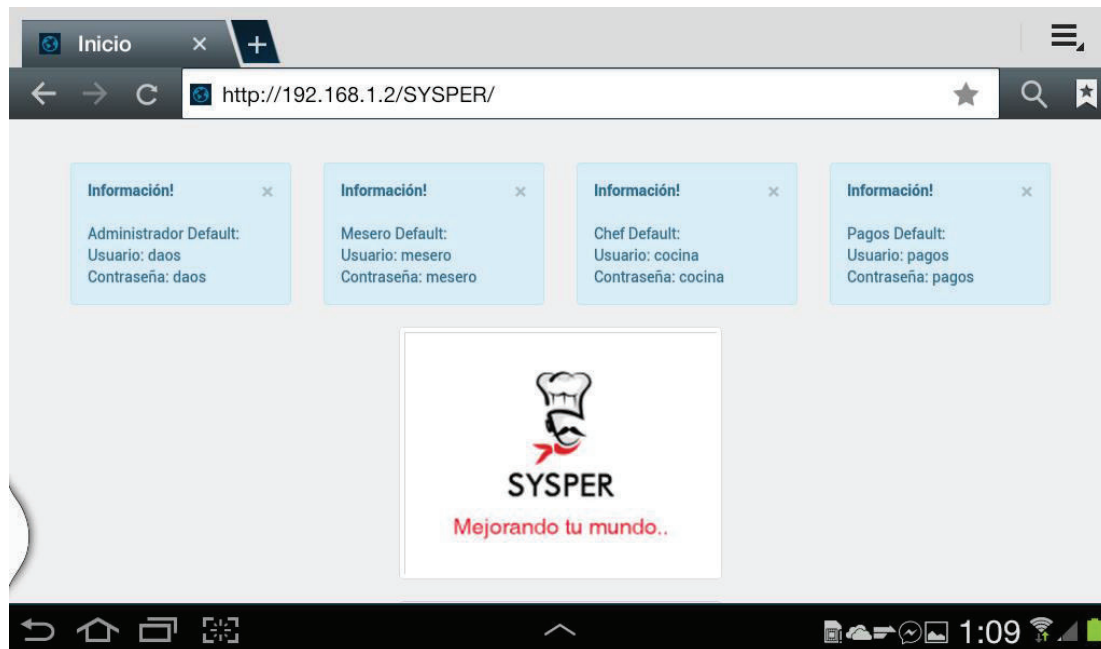 Inicio
http://192.168.1.2/SYSPER/
Información!
Administrador Default:
Usuario: daos
Contraseña: daos
Información!
Mesero Default:
Usuario: mesero
Contraseña: mesero
Información!
Chef Default:
Usuario: cocina
Contraseña: cocina
Información!
Pagos Default:
Usuario: pagos
Contraseña: pagos
SYSPER
Mejorando tu mundo..
1:09